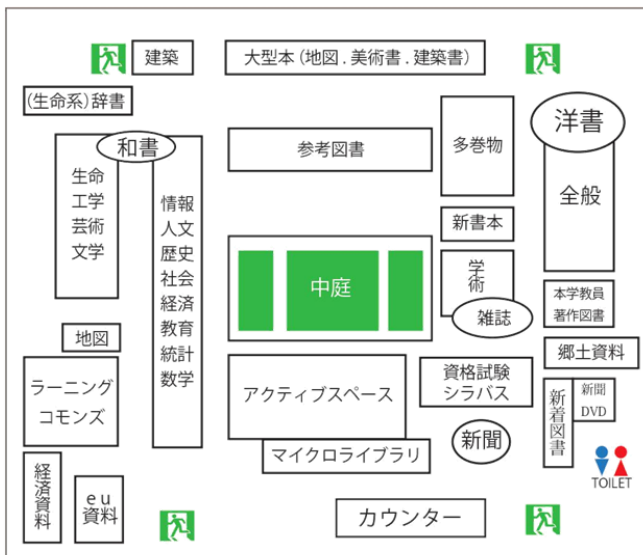 建築
大型本(地図.美術書.建築書)
(生命系)辞書
和書
生命
工学
芸術
文学
情報
人文
歴史
社会
経済
教育
統計
数学
参考図書
多巻物
洋書
全般
新書本
中庭
学術
雑誌
本学教員
著作図書
地図
郷土資料
ラーニング
コモンズ
アクティブスペース
資格試験
シラバス
新着図書
新聞
DVD
マイクロライブラリ
新聞
TOILET
経済資料
eu
資料
カウンター